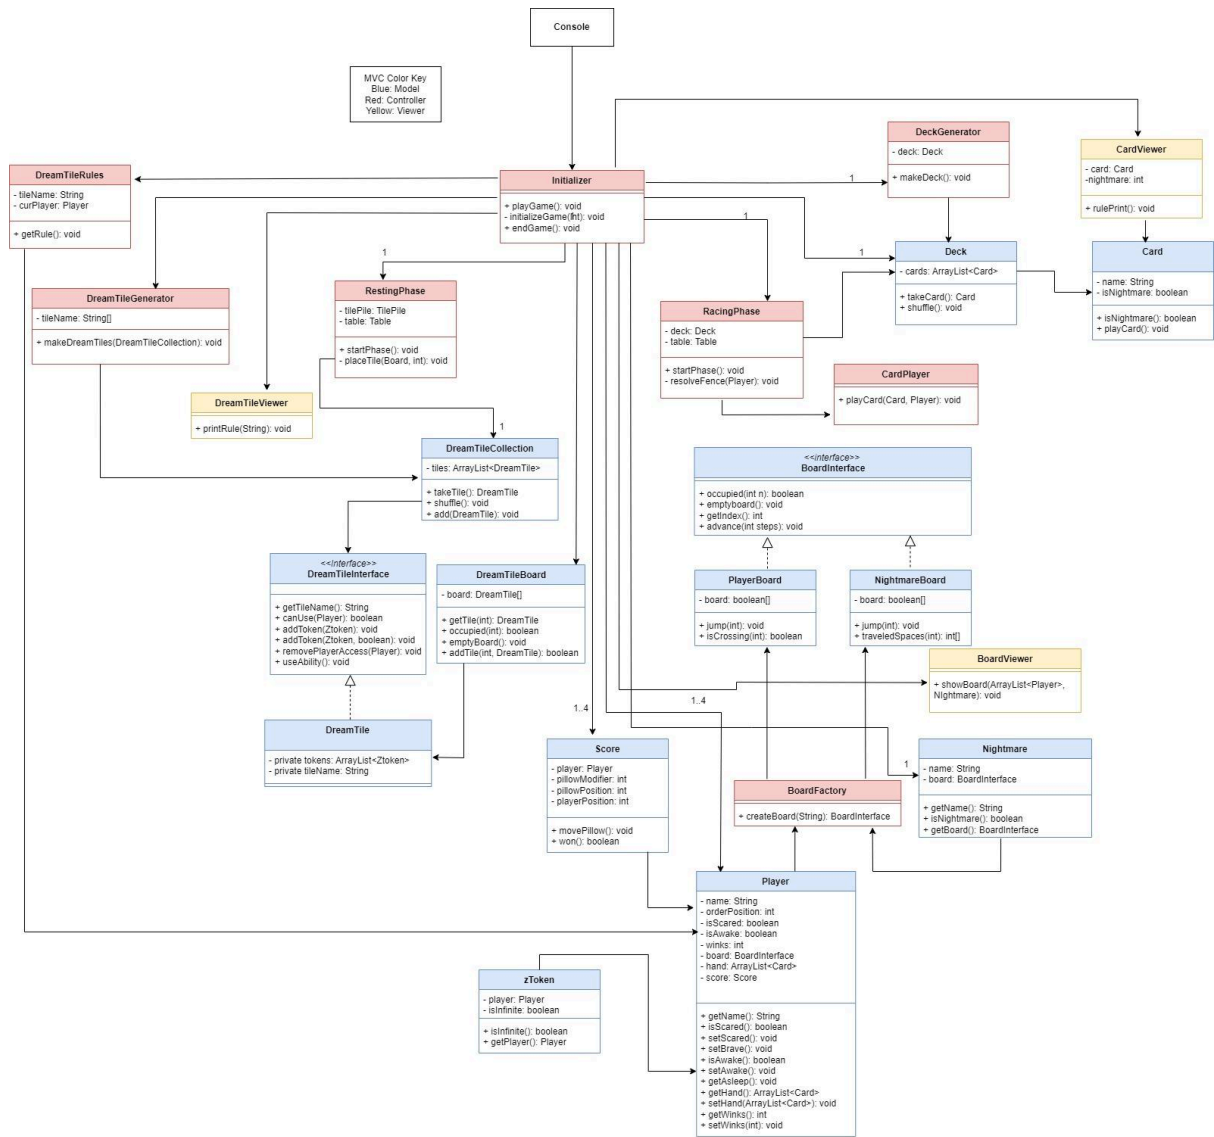 Console
MVC Color Key
Blue: Model
Red: Controller
Yellow: Viewer
DeckGenerator
- deck: Deck
+ makeDeck(): void
CardViewer
- card: Card
-nightmare: int
+ rulePrint(): void
DreamTileRules
- tileName: String
- curPlayer: Player
+ getRule(): void
Initializer
+ playGame(): void
- initializeGame(Int): void
+ endGame(): void
1
1
1
1
Deck
- cards: ArrayList<Card>
+ takeCard(): Card
+ shuffle(): void
Card
- name: String
- isNightmare: boolean
+ isNightmare(): boolean
+ playCard(): void
DreamTileGenerator
- tileName: String[]
+ makeDreamTiles(DreamTileCollection): void
RestingPhase
- tilePile: TilePile
- table: Table
+ startPhase(): void
- placeTile(Board, int): void
RacingPhase
- deck: Deck
- table: Table
+ startPhase(): void
- resolveFence(Player): void
CardPlayer
+ playCard(Card, Player): void
DreamTileViewer
+ printRule(String): void
1
DreamTileCollection
- tiles: ArrayList<DreamTile>
+ takeTile(): DreamTile
+ shuffle(): void
+ add(DreamTile): void
<<interface>>
BoardInterface
+ occupied(int n): boolean
+ emptyboard(): void
+ getIndex(): int
+ advance(int steps): void
<<Interface>>
DreamTileInterface
+ getTileName(): String
+ canUse(Player): boolean
+ addToken(Ztoken): void
+ addToken(Ztoken, boolean): void
+ removePlayerAccess(Player): void
+ useAbility(): void
DreamTileBoard
- board: DreamTile[]
+ getTile(int): DreamTile
+ occupied(int): boolean
+ emptyBoard(): void
+ addTile(int, DreamTile): boolean
PlayerBoard
- board: boolean[]
+ jump(int): void
+ isCrossing(int): boolean
NightmareBoard
- board: boolean[]
+ jump(int): void
+ traveledSpaces(int): int[]
BoardViewer
+ showBoard(ArrayList<Player>,
NIghtmare): void
1..4
1..4
DreamTile
- private tokens: ArrayList<Ztoken>
- private tileName: String
Score
- player: Player
- pillowModifier: int
- pillowPosition: int
- playerPosition: int
+ movePillow(): void
+ won(): boolean
BoardFactory
+ createBoard(String): BoardInterface
1
Nightmare
- name: String
- board: BoardInterface
+ getName(): String
+ isNightmare(): boolean
+ getBoard(): BoardInterface
Player
- name: String
- orderPosition: int
- isScared: boolean
- isAwake: boolean
- winks: int
- board: BoardInterface
- hand: ArrayList<Card>
- score: Score
+ getName(): String
+ isScared(): boolean
+ setScared(): void
+ setBrave(): void
+ isAwake(): boolean
+ setAwake(): void
+ getAsleep(): void
+ getHand(): ArrayList<Card>
+ setHand(ArrayList<Card>): void
+ getWinks(): int
+ setWinks(int): void
zToken
- player: Player
- isInfinite: boolean
+ isInfinite(): boolean
+ getPlayer(): Player